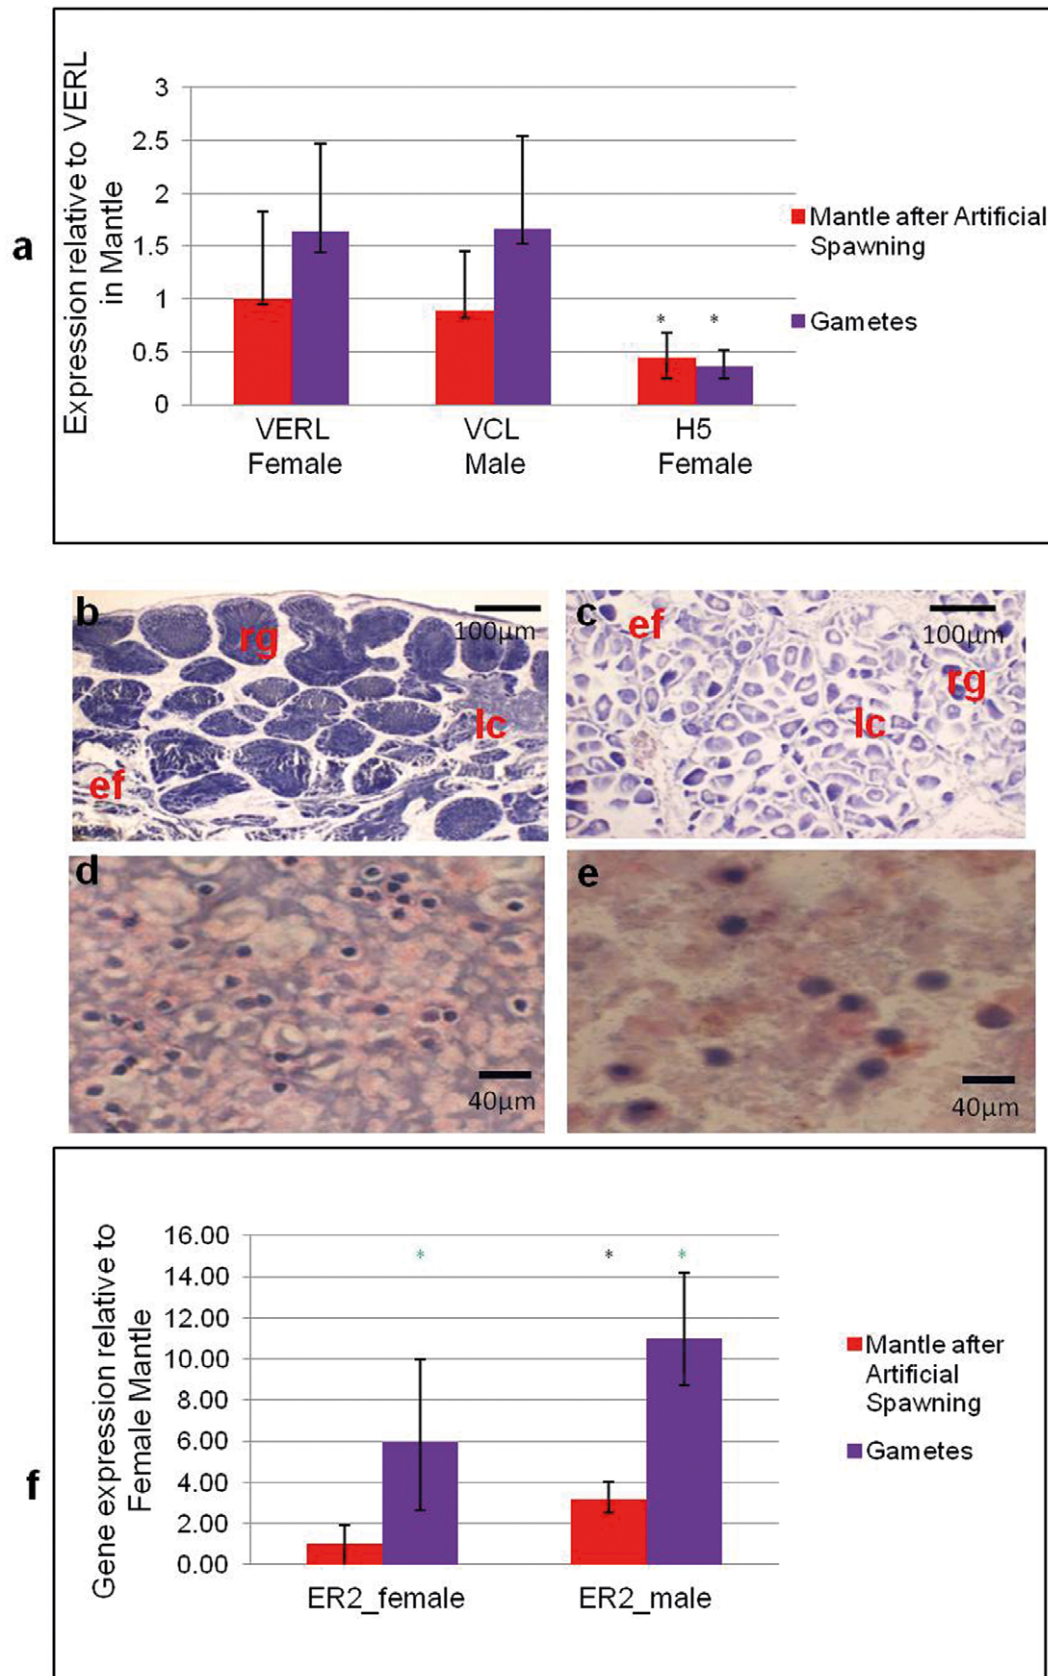 a
Expression relative to VERL
in Mantle
3
2.5
2
1.5
1
0.5
0
* *
VERL
Female
VCL
Male
H5
Female
Mantle after Artificial
Spawning
Gametes
b
rg
lc
ef
100µm
c
ef
rg
lc
100µm
d
40µm
e
40µm
f
Gene expression relative to
Female Mantle
16.00
14.00
12.00
10.00
8.00
6.00
4.00
2.00
0.00
* * *
ER2_female
ER2_male
Mantle after
Artificial
Spawning
Gametes